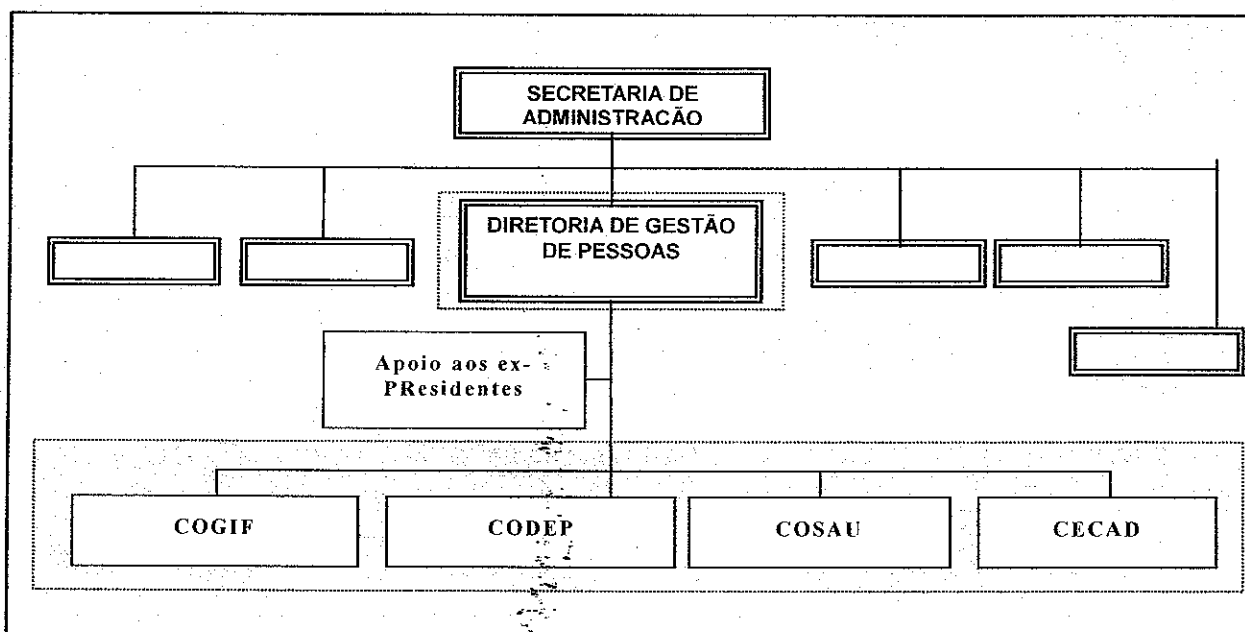 SECRETARIA DE
ADMINISTRACÃO
DIRETORIA DE GESTÃO
DE PESSOAS
Apoio aos ex-
PResidentes
COGIF
CODEP
COSAU
CECAD